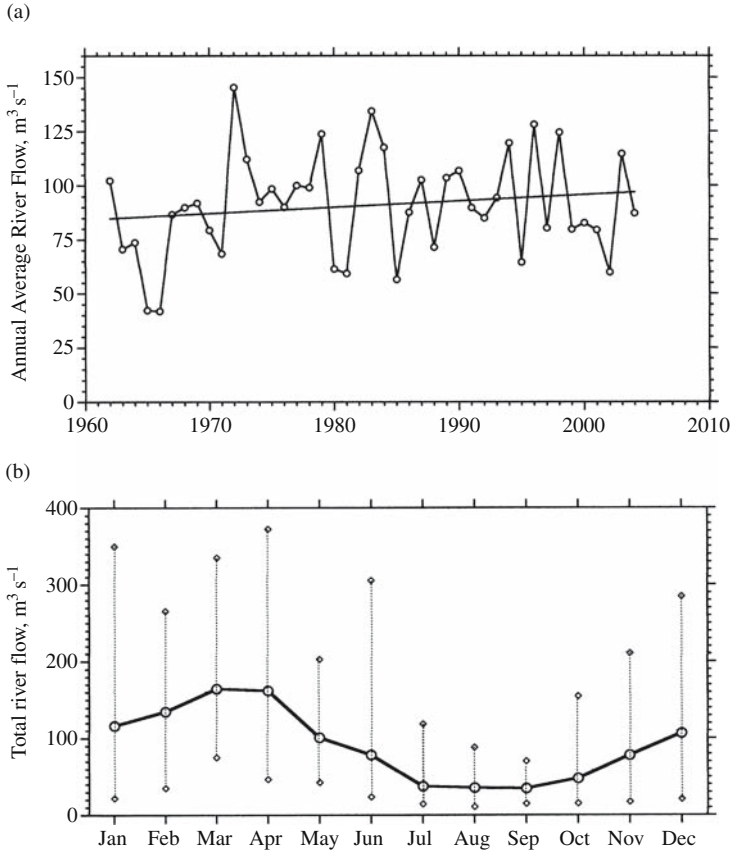 (a)
Annual Average River Flow, m³ s⁻¹
150
125
100
75
50
25
0
1960 1970 1980 1990 2000 2010
(b)
Total river flow, m³ s⁻¹
400
300
200
100
0
Jan Feb Mar Apr May Jun Jul Aug Sep Oct Nov Dec